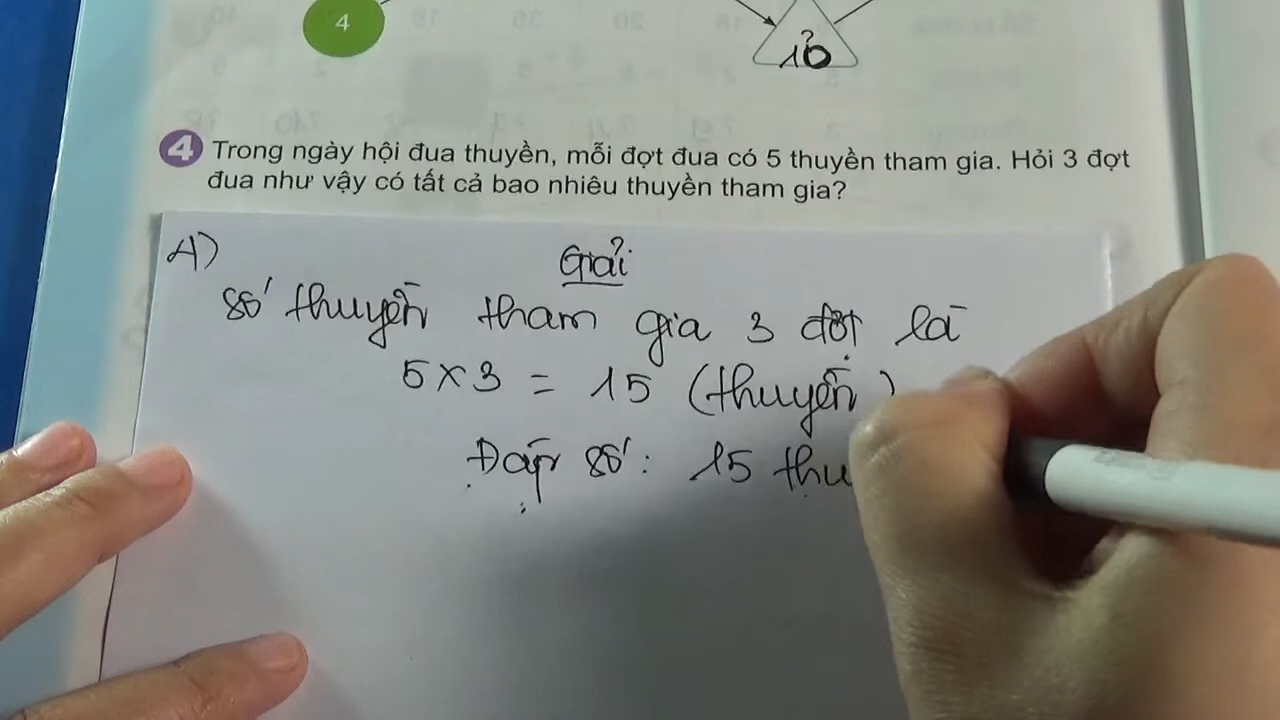 4
10
?
4 Trong ngày hội đua thuyền, mỗi đợt đua có 5 thuyền tham gia. Hỏi 3 đợt
đua như vậy có tất cả bao nhiêu thuyền tham gia?
A) Giải
số thuyền tham gia 3 đợt là
5 x 3 = 15 (thuyền)
Đáp số: 15 thu